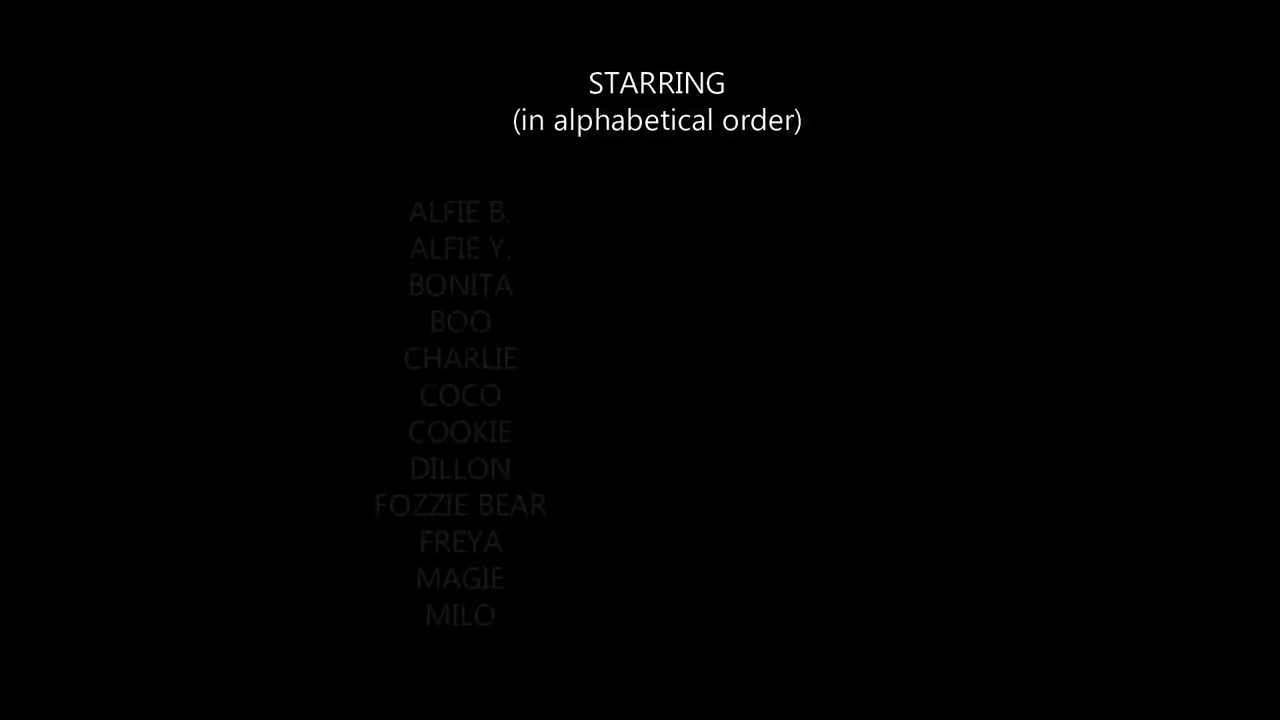 STARRING
(in alphabetical order)
ALFIE B.
ALFIE Y.
BONITA
BOO
CHARLIE
COCO
COOKIE
DILLON
FOZZIE BEAR
FREYA
MAGIE
MILO